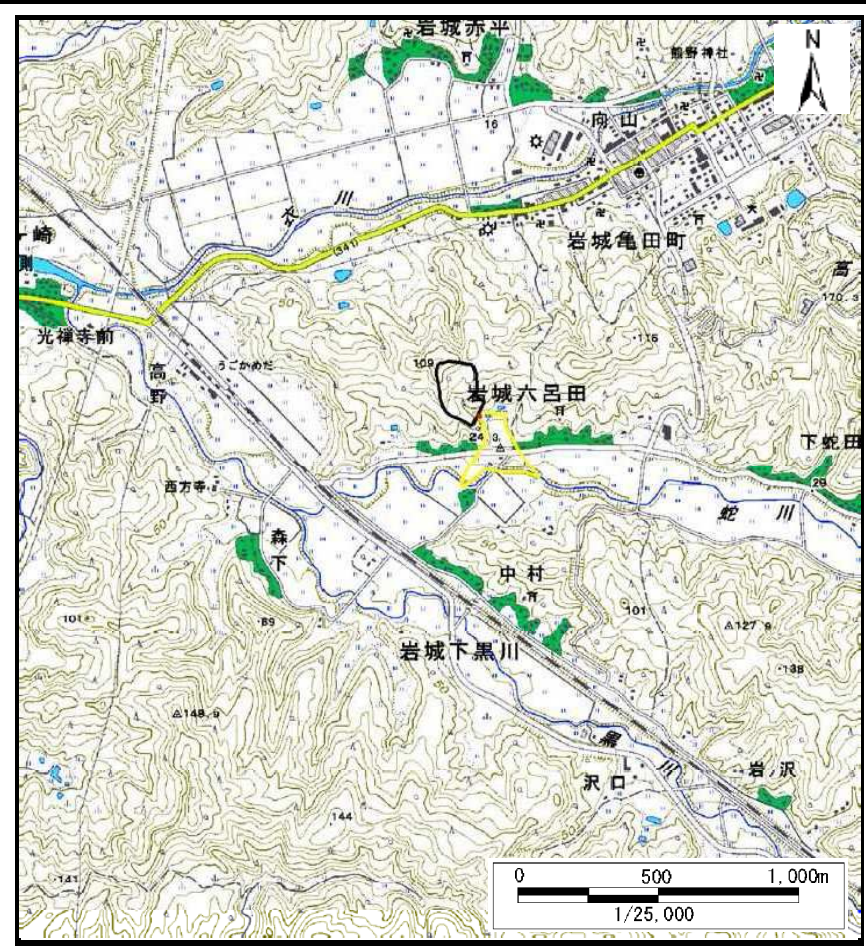 岩城赤平
熊野神社
N
16
向山
衣川
(341)
岩城亀田町
高
170.3
崎
光禅寺前
50
高野
うごかめだ
109
116
岩城六呂田
24
3
下蛇田
29
西方寺
蛇川
森下
中村
101
101
127.9
89
岩城下黒川
138
148.9
50
黒川
岩ノ沢
沢口
144
141
0 500 1,000m
1/25,000